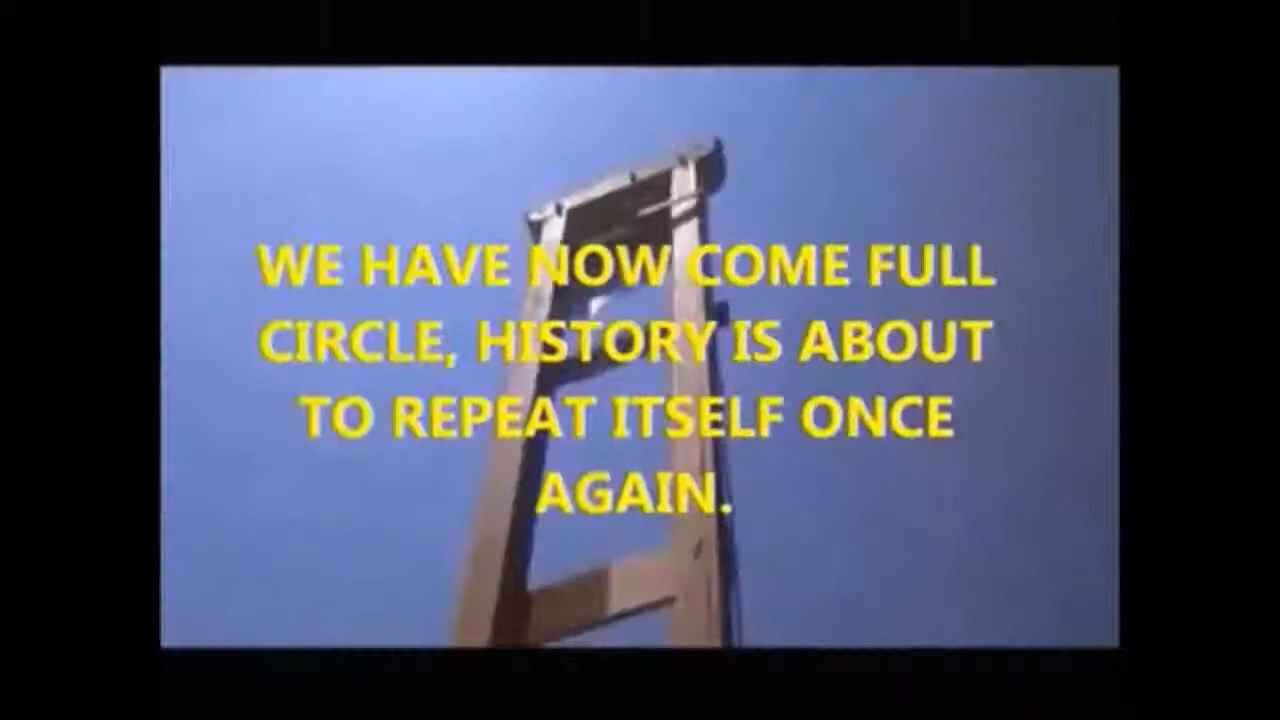 WE HAVE NOW COME FULL
CIRCLE, HISTORY IS ABOUT
TO REPEAT ITSELF ONCE
AGAIN.